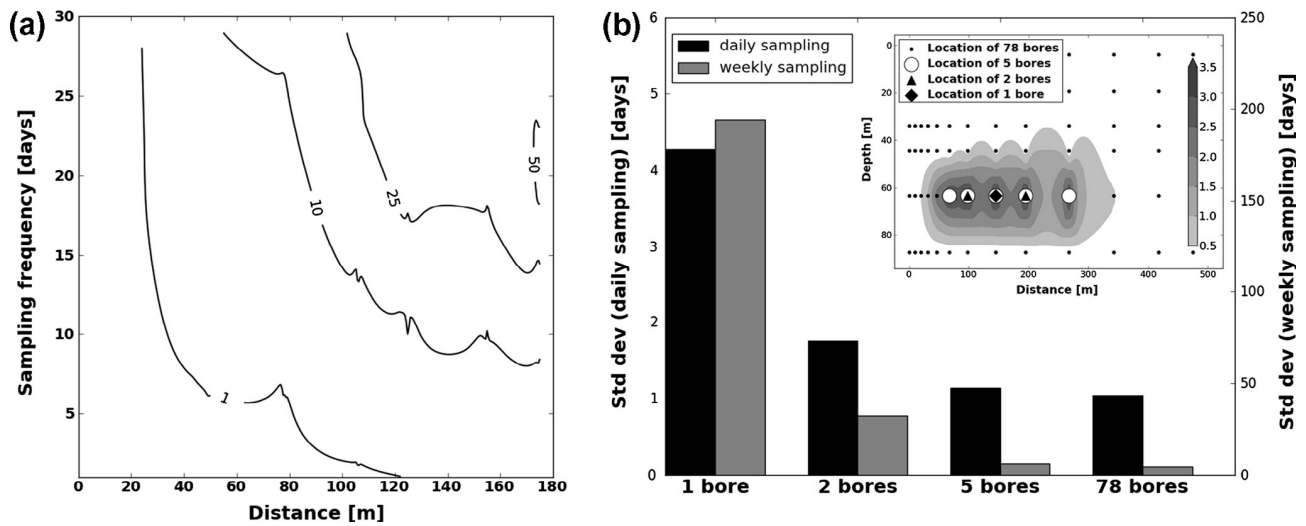 (a)
30
25
20
15
10
5
Sampling frequency [days]
1
10
25
50
0 20 40 60 80 100 120 140 160 180
Distance [m]
(b)
6
5
4
3
2
1
0
Std dev (daily sampling) [days]
daily sampling
weekly sampling
1 bore 2 bores 5 bores 78 bores
250
200
150
100
50
0
Std dev (weekly sampling) [days]
Location of 78 bores
Location of 5 bores
Location of 2 bores
Location of 1 bore
0
20
40
60
80
Depth [m]
0 100 200 300 400 500
Distance [m]
3.5
3.0
2.5
2.0
1.5
1.0
0.5